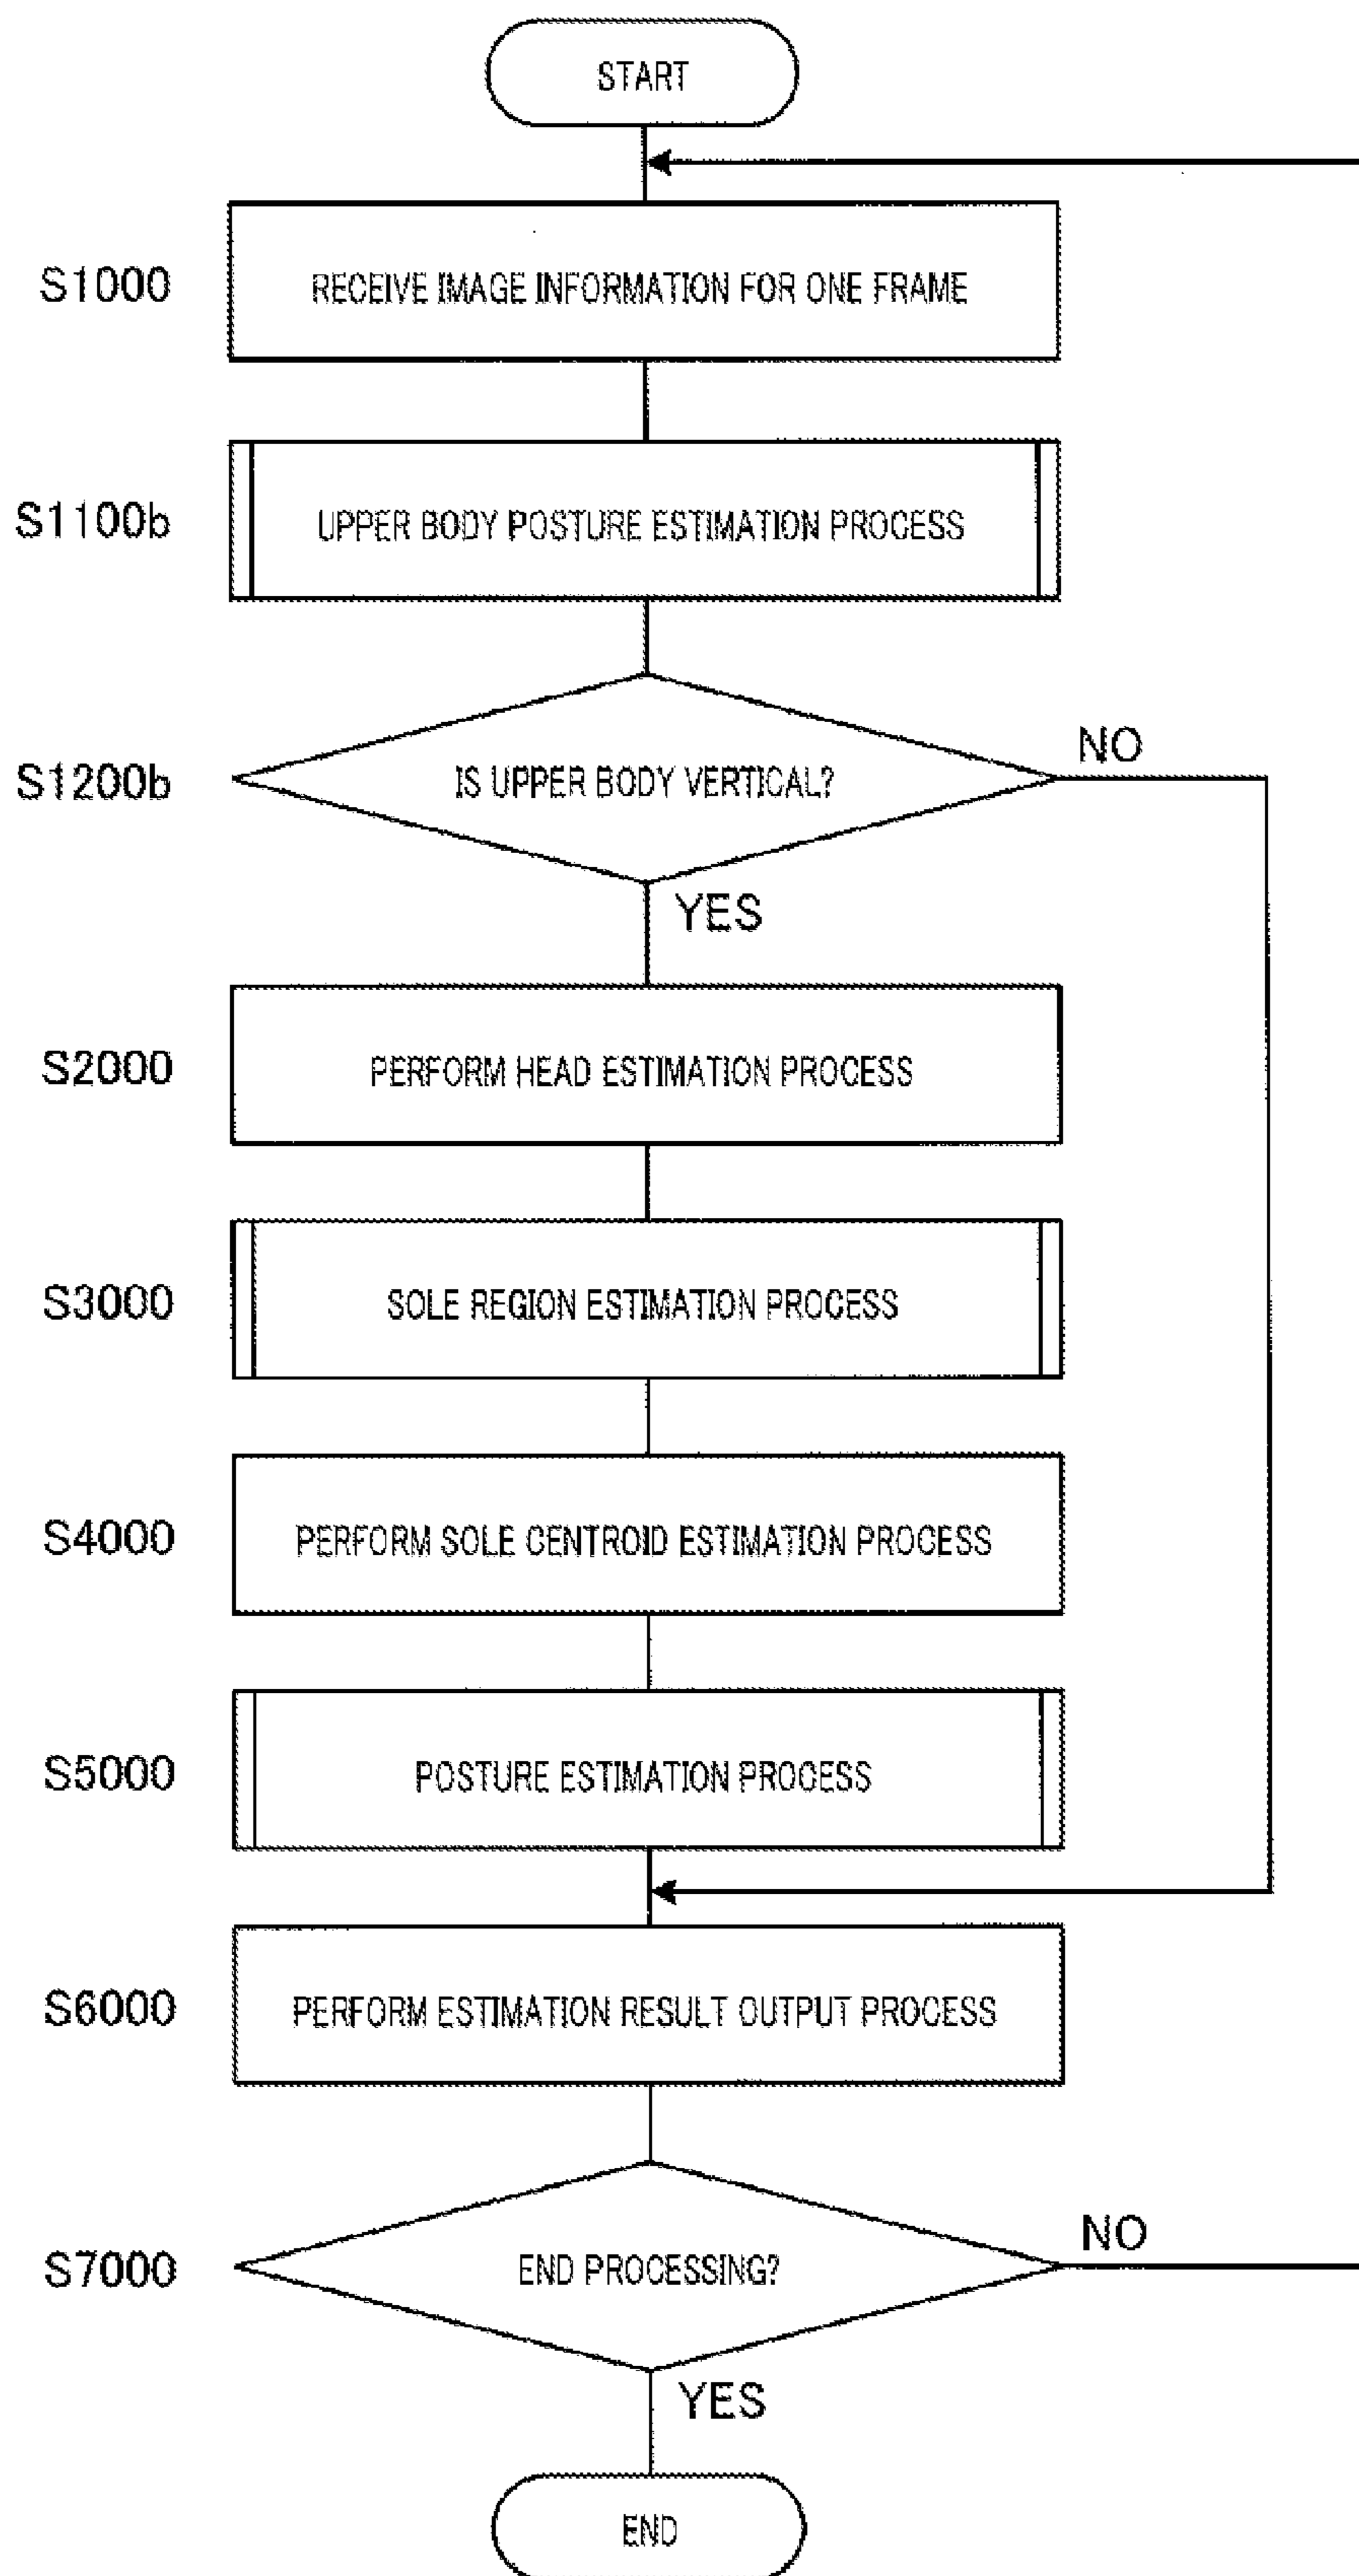 START
S1000
RECEIVE IMAGE INFORMATION FOR ONE FRAME
S1100b
UPPER BODY POSTURE ESTIMATION PROCESS
S1200b
IS UPPER BODY VERTICAL?
NO
YES
S2000
PERFORM HEAD ESTIMATION PROCESS
S3000
SOLE REGION ESTIMATION PROCESS
S4000
PERFORM SOLE CENTROID ESTIMATION PROCESS
S5000
POSTURE ESTIMATION PROCESS
S6000
PERFORM ESTIMATION RESULT OUTPUT PROCESS
S7000
END PROCESSING?
NO
YES
END